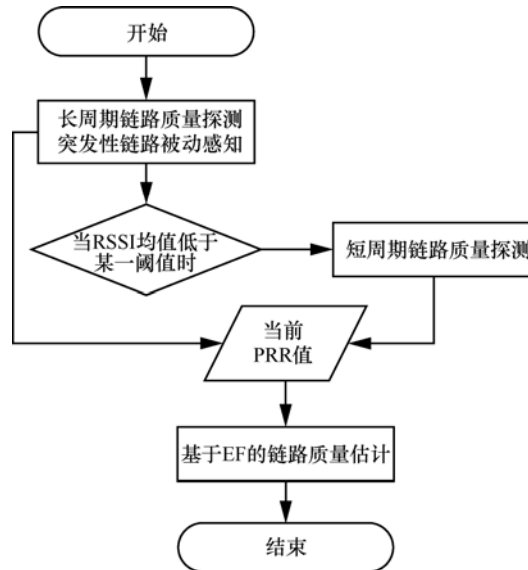 开始
长周期链路质量探测
突发性链路被动感知
当RSSI均值低于
某一阈值时
短周期链路质量探测
当前
PRR值
基于EF的链路质量估计
结束